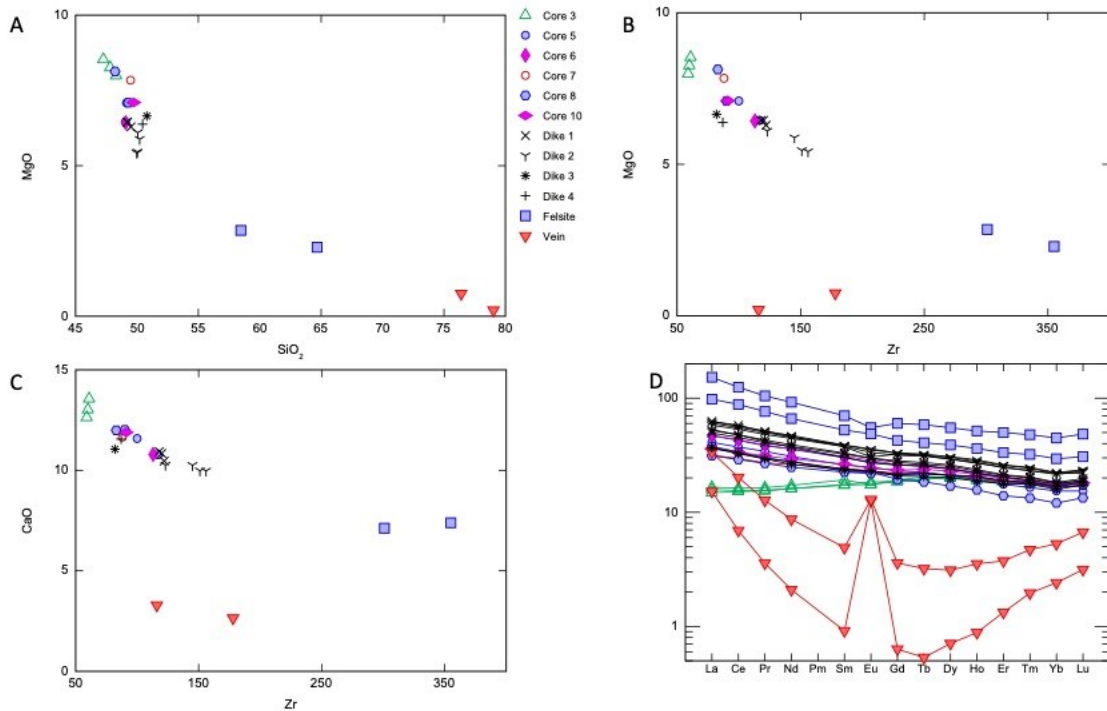 A
10
5
0
MgO
45
50
55
60
65
70
75
80
SiO2
Core 3
Core 5
Core 6
Core 7
Core 8
Core 10
Dike 1
Dike 2
Dike 3
Dike 4
Felsite
Vein
B
10
5
0
MgO
50
150
250
350
Zr
C
15
10
5
0
CaO
50
150
250
350
Zr
D
100
10
1
La Ce Pr Nd Pm Sm Eu Gd Tb Dy Ho Er Tm Yb Lu